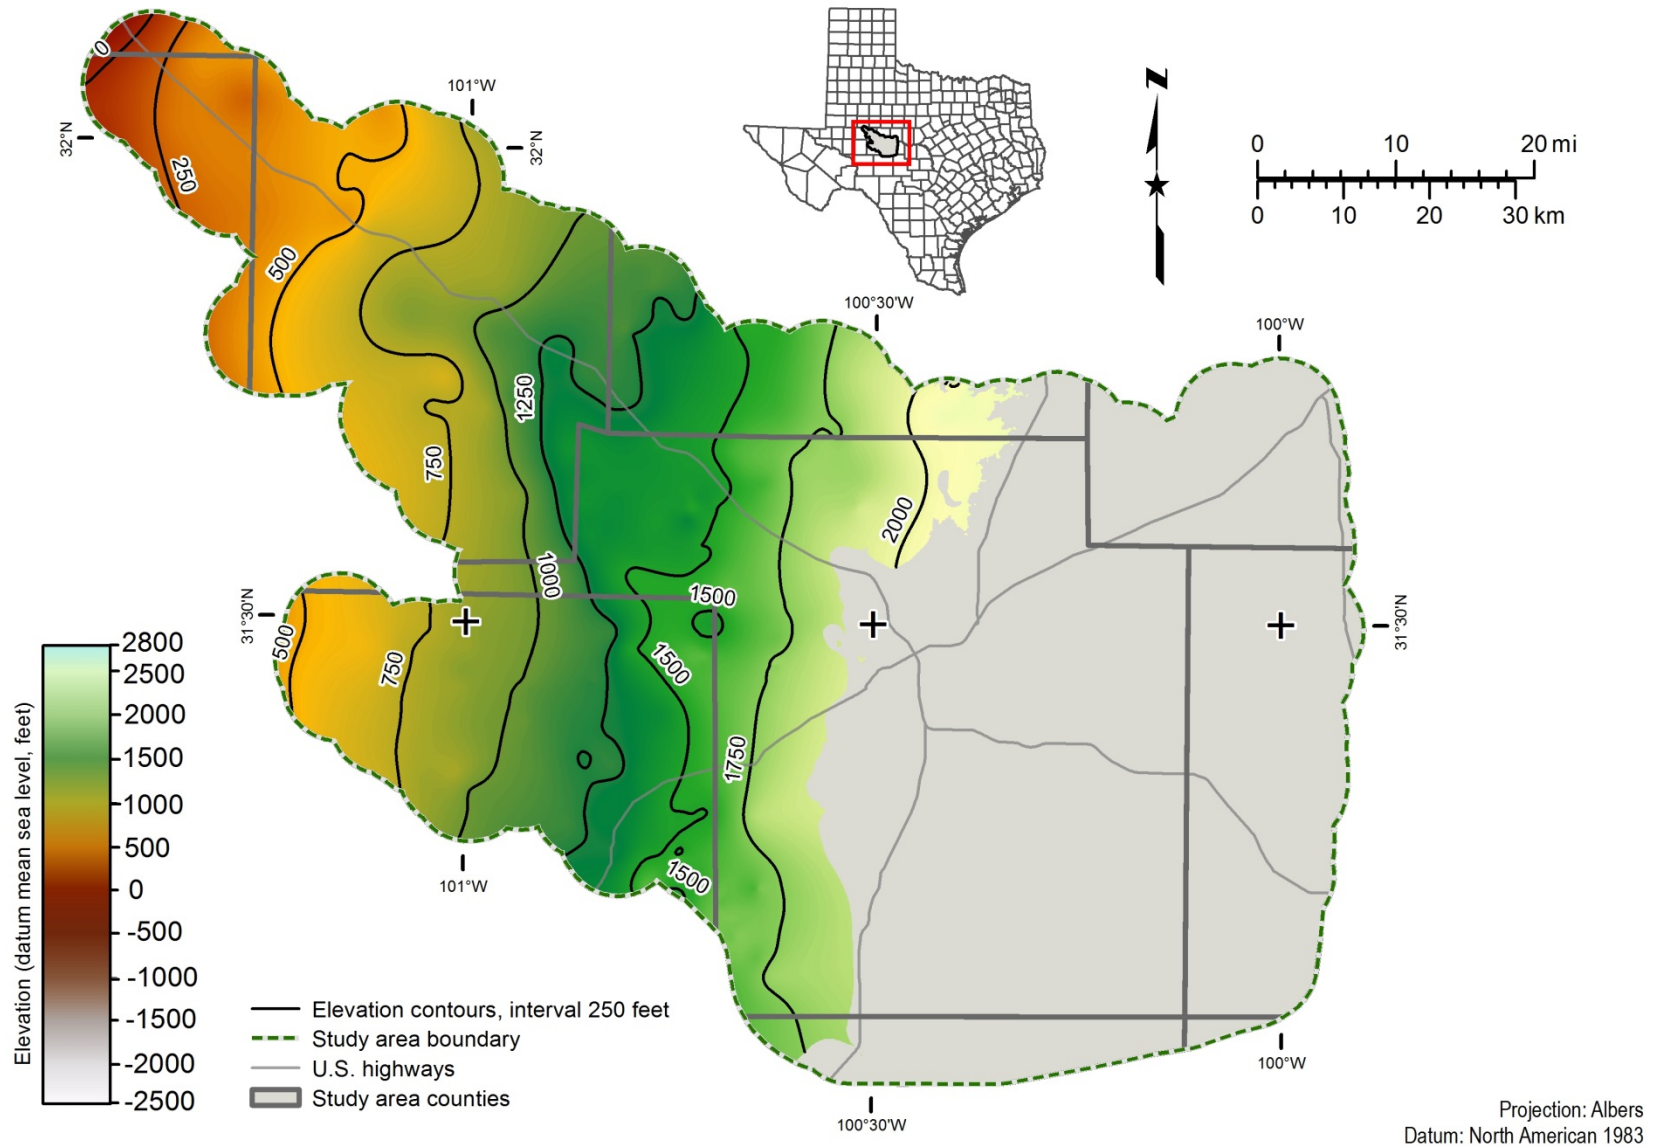 0
101°W
32°N
32°N
250
500
N
0 10 20 mi
0 10 20 30 km
100°30'W
100°W
1250
750
2000
1000
1500
31°30'N
31°30'N
500
750
1500
1750
1500
101°W
100°W
100°30'W
Elevation (datum mean sea level, feet)
2800
2500
2000
1500
1000
500
0
-500
-1000
-1500
-2000
-2500
Elevation contours, interval 250 feet
Study area boundary
U.S. highways
Study area counties
Projection: Albers
Datum: North American 1983